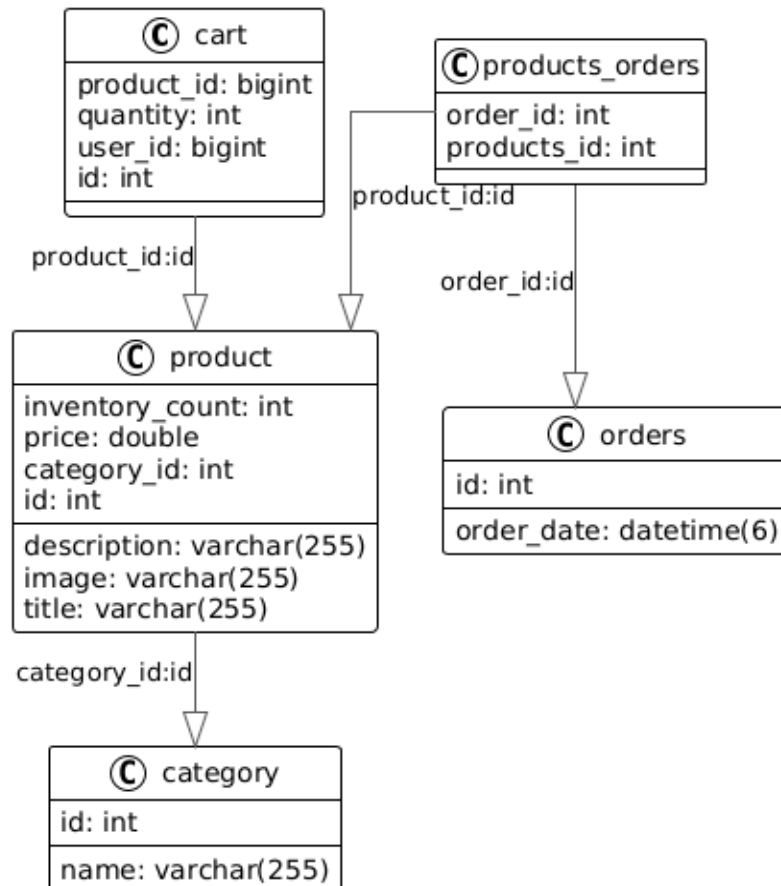 C cart
product_id: bigint
quantity: int
user_id: bigint
id: int
C products_orders
order_id: int
products_id: int
product_id:id
product_id:id
order_id:id
C product
inventory_count: int
price: double
category_id: int
id: int
description: varchar(255)
image: varchar(255)
title: varchar(255)
C orders
id: int
order_date: datetime(6)
category_id:id
C category
id: int
name: varchar(255)